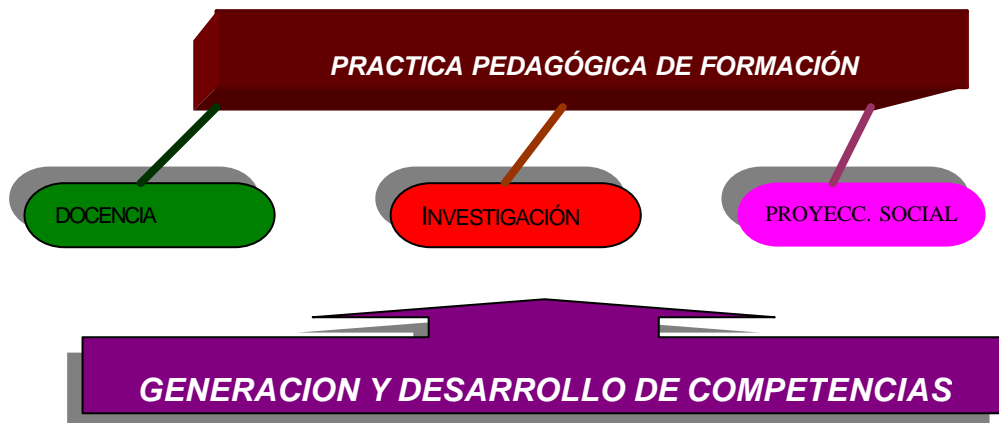 PRACTICA PEDAGÓGICA DE FORMACIÓN
DOCENCIA
INVESTIGACIÓN
PROYECC. SOCIAL
GENERACION Y DESARROLLO DE COMPETENCIAS